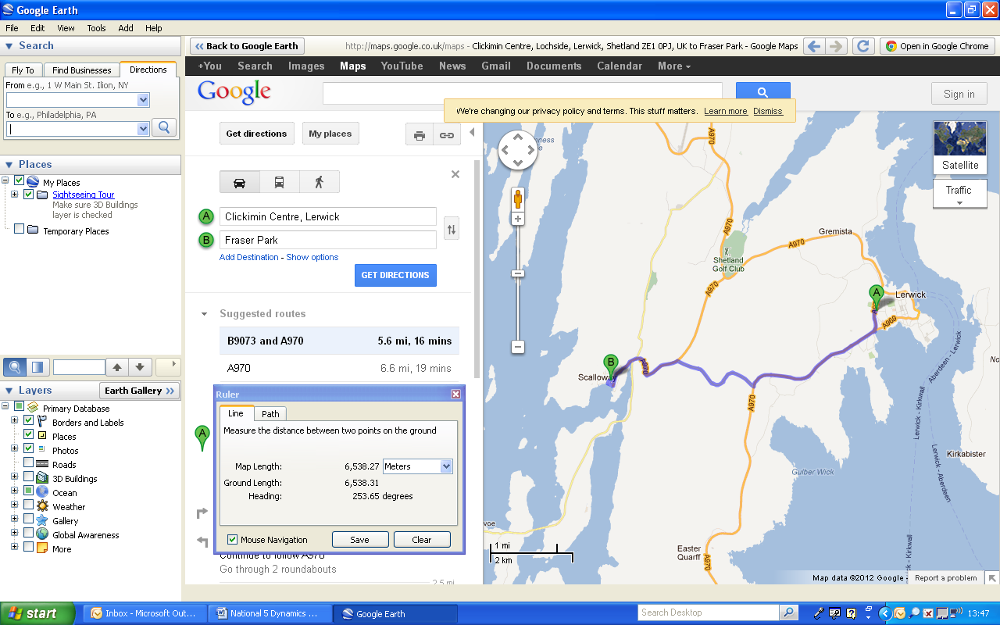 Google Earth
File Edit View Tools Add Help
Search
Fly To Find Businesses Directions
From e.g., 1 W Main St. Ilion, NY
To e.g., Philadelphia, PA
Places
My Places
Sightseeing Tour
Make sure 3D Buildings
layer is checked
Temporary Places
Layers
Earth Gallery >>
Primary Database
Borders and Labels
Places
Photos
Roads
3D Buildings
Ocean
Weather
Gallery
Global Awareness
More
<< Back to Google Earth
http://maps.google.co.uk/maps - Clickimin Centre, Lochside, Lerwick, Shetland ZE1 0PJ, UK to Fraser Park - Google Maps
Open in Google Chrome
+You Search Images Maps YouTube News Gmail Documents Calendar More
Google
Sign in
We're changing our privacy policy and terms. This stuff matters. Learn more Dismiss
Get directions My places
A Clickimin Centre, Lerwick
B Fraser Park
Add Destination - Show options
GET DIRECTIONS
Suggested routes
B9073 and A970 5.6 mi, 16 mins
A970 6.6 mi, 19 mins
Ruler
Line Path
Measure the distance between two points on the ground
Map Length: 6,538.27 Meters
Ground Length: 6,538.31
Heading: 253.65 degrees
Mouse Navigation Save Clear
A
Continue to follow A970
Go through 2 roundabouts
2.5 mi
ness
Voe
A970
Satellite
Traffic
A970
Gremista
A970
Shetland
Golf Club
A970
A
Lerwick
A969
B
Scalloway
A970
A970
Aberdeen - Lerwick
Lerwick - Kirkwall
Kirkwall - Aberdeen
Lerwick - Kirkwall
Lerwick - Aberdeen
Kirkabister
Gulber Wick
voe
Easter
Quarff
A970
1 mi
2 km
Map data ©2012 Google
Report a problem
start
Inbox - Microsoft Out...
National 5 Dynamics ...
Google Earth
Search Desktop
13:47